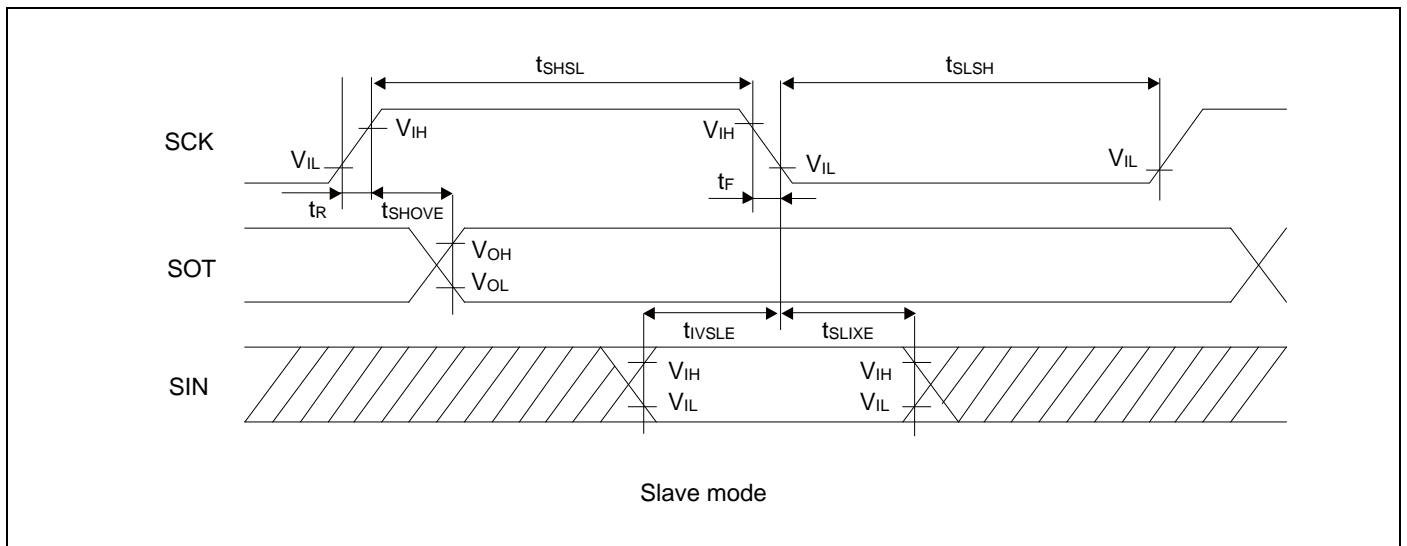 tSHSL tSLSH
SCK VIH VIH
VIL VIL VIL
tR tSHOVE tF
SOT VOH
VOL
tIVSLE tSLIXE
SIN VIH VIH
VIL VIL
Slave mode